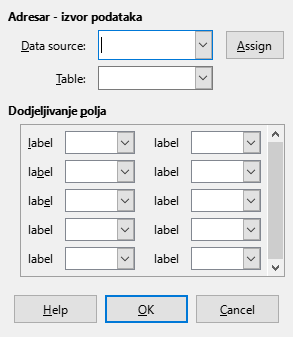 Adresar - izvor podataka
Data source: Assign
Table:
Dodjeljivanje polja
label label
label label
label label
label label
label label
Help OK Cancel